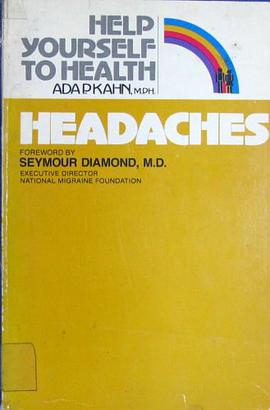 HELP
YOURSELF
TO HEALTH
ADA P. KAHN, M.P.H.
HEADACHES
FOREWORD BY
SEYMOUR DIAMOND, M.D.
EXECUTIVE DIRECTOR
NATIONAL MIGRAINE FOUNDATION